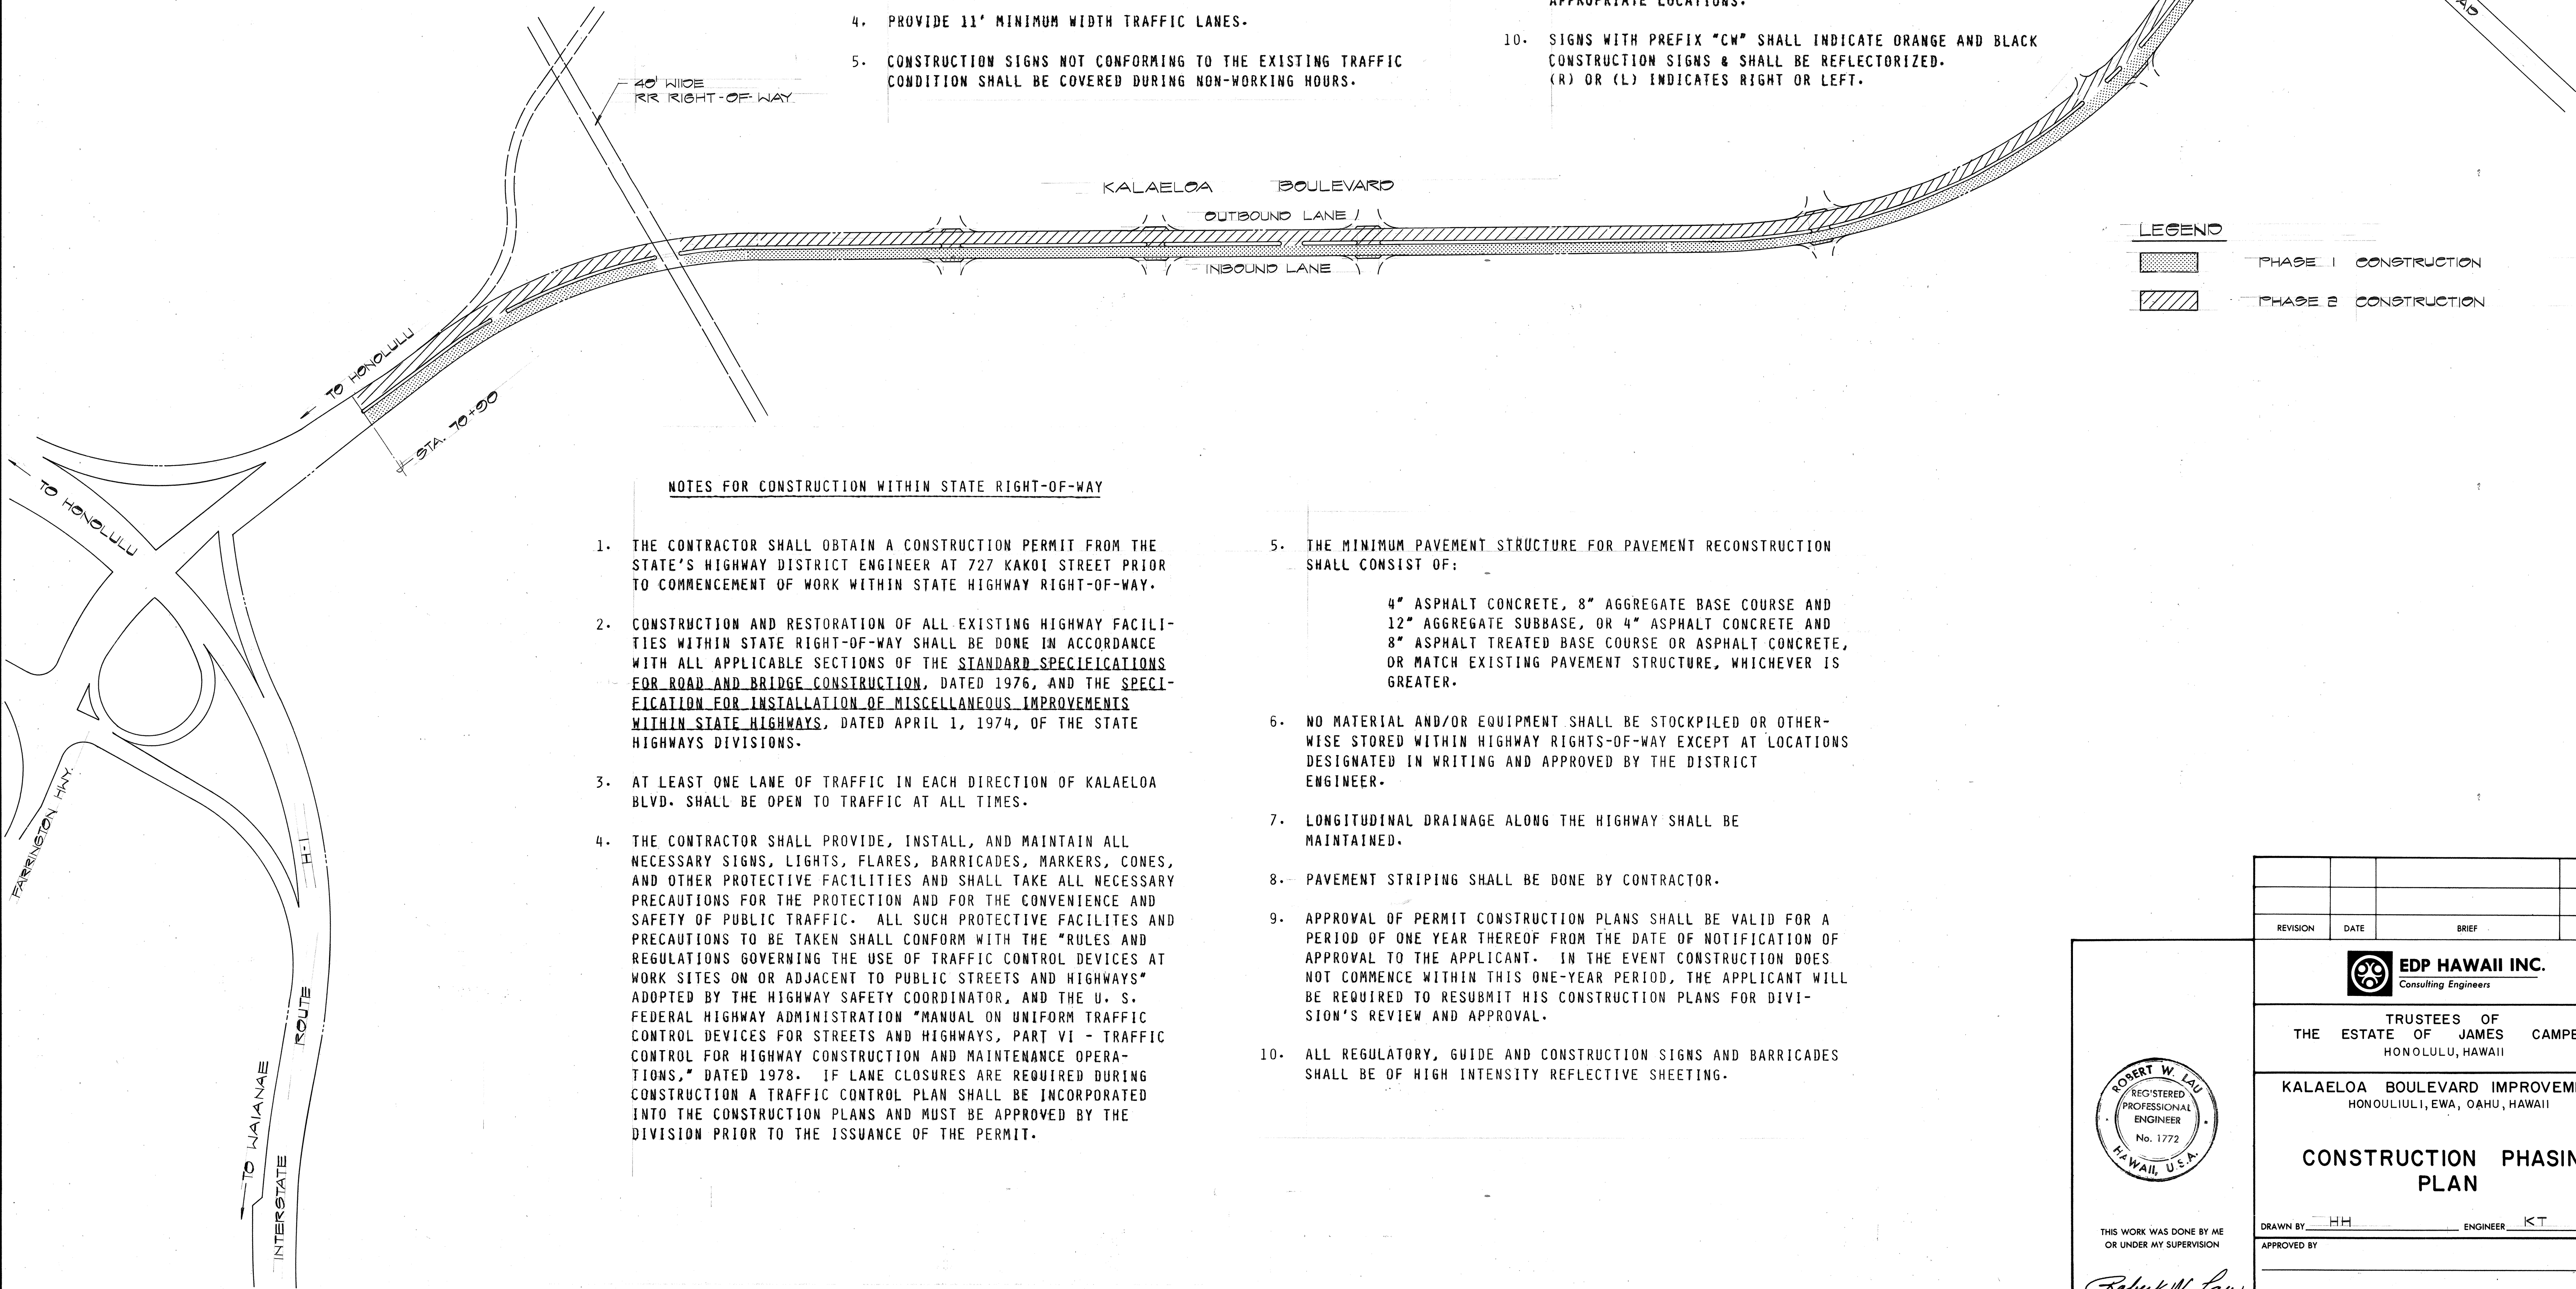 4. PROVIDE 11' MINIMUM WIDTH TRAFFIC LANES.
5. CONSTRUCTION SIGNS NOT CONFORMING TO THE EXISTING TRAFFIC
CONDITION SHALL BE COVERED DURING NON-WORKING HOURS.
APPROPRIATE LOCATIONS.
10. SIGNS WITH PREFIX "CW" SHALL INDICATE ORANGE AND BLACK
CONSTRUCTION SIGNS & SHALL BE REFLECTORIZED.
(R) OR (L) INDICATES RIGHT OR LEFT.
40' WIDE
RR RIGHT-OF-WAY
KALAELOA BOULEVARD
OUTBOUND LANE
INBOUND LANE
LEGEND
PHASE 1 CONSTRUCTION
PHASE 2 CONSTRUCTION
TO HONOLULU
STA. 70+90
TO HONOLULU
FARRINGTON HWY.
H-1
ROUTE
INTERSTATE
TO WAIANAE
NOTES FOR CONSTRUCTION WITHIN STATE RIGHT-OF-WAY
1. THE CONTRACTOR SHALL OBTAIN A CONSTRUCTION PERMIT FROM THE
STATE'S HIGHWAY DISTRICT ENGINEER AT 727 KAKOI STREET PRIOR
TO COMMENCEMENT OF WORK WITHIN STATE HIGHWAY RIGHT-OF-WAY.
2. CONSTRUCTION AND RESTORATION OF ALL EXISTING HIGHWAY FACILI-
TIES WITHIN STATE RIGHT-OF-WAY SHALL BE DONE IN ACCORDANCE
WITH ALL APPLICABLE SECTIONS OF THE STANDARD SPECIFICATIONS
FOR ROAD AND BRIDGE CONSTRUCTION, DATED 1976, AND THE SPECI-
FICATION FOR INSTALLATION OF MISCELLANEOUS IMPROVEMENTS
WITHIN STATE HIGHWAYS, DATED APRIL 1, 1974, OF THE STATE
HIGHWAYS DIVISIONS.
3. AT LEAST ONE LANE OF TRAFFIC IN EACH DIRECTION OF KALAELOA
BLVD. SHALL BE OPEN TO TRAFFIC AT ALL TIMES.
4. THE CONTRACTOR SHALL PROVIDE, INSTALL, AND MAINTAIN ALL
NECESSARY SIGNS, LIGHTS, FLARES, BARRICADES, MARKERS, CONES,
AND OTHER PROTECTIVE FACILITIES AND SHALL TAKE ALL NECESSARY
PRECAUTIONS FOR THE PROTECTION AND FOR THE CONVENIENCE AND
SAFETY OF PUBLIC TRAFFIC. ALL SUCH PROTECTIVE FACILITES AND
PRECAUTIONS TO BE TAKEN SHALL CONFORM WITH THE "RULES AND
REGULATIONS GOVERNING THE USE OF TRAFFIC CONTROL DEVICES AT
WORK SITES ON OR ADJACENT TO PUBLIC STREETS AND HIGHWAYS"
ADOPTED BY THE HIGHWAY SAFETY COORDINATOR, AND THE U. S.
FEDERAL HIGHWAY ADMINISTRATION "MANUAL ON UNIFORM TRAFFIC
CONTROL DEVICES FOR STREETS AND HIGHWAYS, PART VI - TRAFFIC
CONTROL FOR HIGHWAY CONSTRUCTION AND MAINTENANCE OPERA-
TIONS," DATED 1978. IF LANE CLOSURES ARE REQUIRED DURING
CONSTRUCTION A TRAFFIC CONTROL PLAN SHALL BE INCORPORATED
INTO THE CONSTRUCTION PLANS AND MUST BE APPROVED BY THE
DIVISION PRIOR TO THE ISSUANCE OF THE PERMIT.
5. THE MINIMUM PAVEMENT STRUCTURE FOR PAVEMENT RECONSTRUCTION
SHALL CONSIST OF:
4" ASPHALT CONCRETE, 8" AGGREGATE BASE COURSE AND
12" AGGREGATE SUBBASE, OR 4" ASPHALT CONCRETE AND
8" ASPHALT TREATED BASE COURSE OR ASPHALT CONCRETE,
OR MATCH EXISTING PAVEMENT STRUCTURE, WHICHEVER IS
GREATER.
6. NO MATERIAL AND/OR EQUIPMENT SHALL BE STOCKPILED OR OTHER-
WISE STORED WITHIN HIGHWAY RIGHTS-OF-WAY EXCEPT AT LOCATIONS
DESIGNATED IN WRITING AND APPROVED BY THE DISTRICT
ENGINEER.
7. LONGITUDINAL DRAINAGE ALONG THE HIGHWAY SHALL BE
MAINTAINED.
8. PAVEMENT STRIPING SHALL BE DONE BY CONTRACTOR.
9. APPROVAL OF PERMIT CONSTRUCTION PLANS SHALL BE VALID FOR A
PERIOD OF ONE YEAR THEREOF FROM THE DATE OF NOTIFICATION OF
APPROVAL TO THE APPLICANT. IN THE EVENT CONSTRUCTION DOES
NOT COMMENCE WITHIN THIS ONE-YEAR PERIOD, THE APPLICANT WILL
BE REQUIRED TO RESUBMIT HIS CONSTRUCTION PLANS FOR DIVI-
SION'S REVIEW AND APPROVAL.
10. ALL REGULATORY, GUIDE AND CONSTRUCTION SIGNS AND BARRICADES
SHALL BE OF HIGH INTENSITY REFLECTIVE SHEETING.
REVISION DATE BRIEF
EDP HAWAII INC.
Consulting Engineers
TRUSTEES OF
THE ESTATE OF JAMES CAMPE
HONOLULU, HAWAII
KALAELOA BOULEVARD IMPROVEM
HONOULIULI, EWA, OAHU, HAWAII
CONSTRUCTION PHASIN
PLAN
DRAWN BY HH ENGINEER KT
APPROVED BY
ROBERT W. LAU
REGISTERED
PROFESSIONAL
ENGINEER
No. 1772
HAWAII, U.S.A.
THIS WORK WAS DONE BY ME
OR UNDER MY SUPERVISION
Robert W. Lau